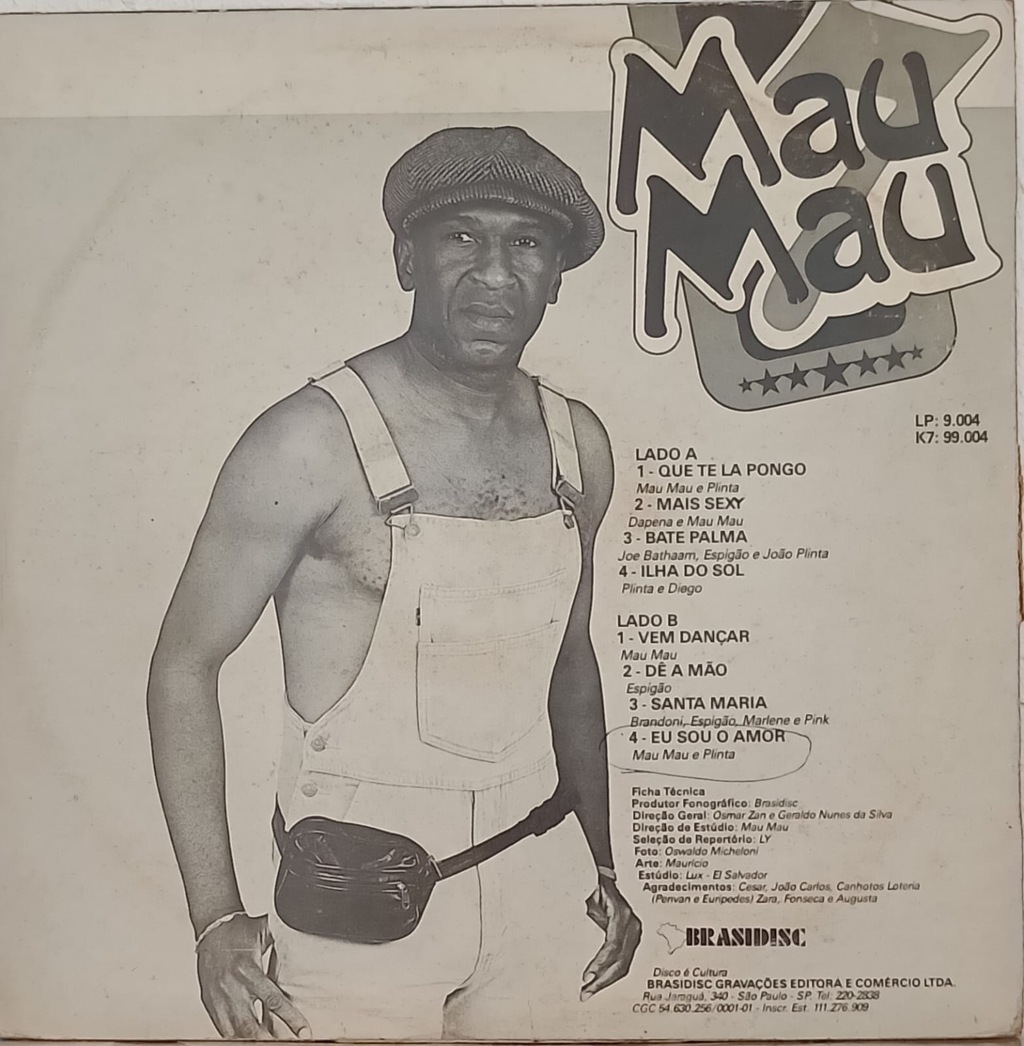 Mau
Mau
LP: 9.004
K7: 99.004
LADO A
1 - QUE TE LA PONGO
Mau Mau e Plinta
2 - MAIS SEXY
Dapena e Mau Mau
3 - BATE PALMA
Joe Bathaam, Espigão e João Plinta
4 - ILHA DO SOL
Plinta e Diego
LADO B
1 - VEM DANÇAR
Mau Mau
2 - DÊ A MÃO
Espigão
3 - SANTA MARIA
Brandoni, Espigão, Marlene e Pink
4 - EU SOU O AMOR
Mau Mau e Plinta
Ficha Técnica
Produtor Fonográfico: Brasidisc
Direção Geral: Osmar Zan e Geraldo Nunes da Silva
Direção de Estúdio: Mau Mau
Seleção de Repertório: LY
Foto: Oswaldo Micheloni
Arte: Maurício
Estúdio: Lux - El Salvador
Agradecimentos: Cesar, João Carlos, Canhotos Loteria
(Perivan e Euripedes) Zara, Fonseca e Augusta
BRASIDISC
Disco é Cultura
BRASIDISC GRAVAÇÕES EDITORA E COMÉRCIO LTDA.
Rua Jaraguá, 340 - São Paulo - SP. Tel: 220-2838
CGC 54.630.256/0001-01 - Inscr. Est. 111.276.909